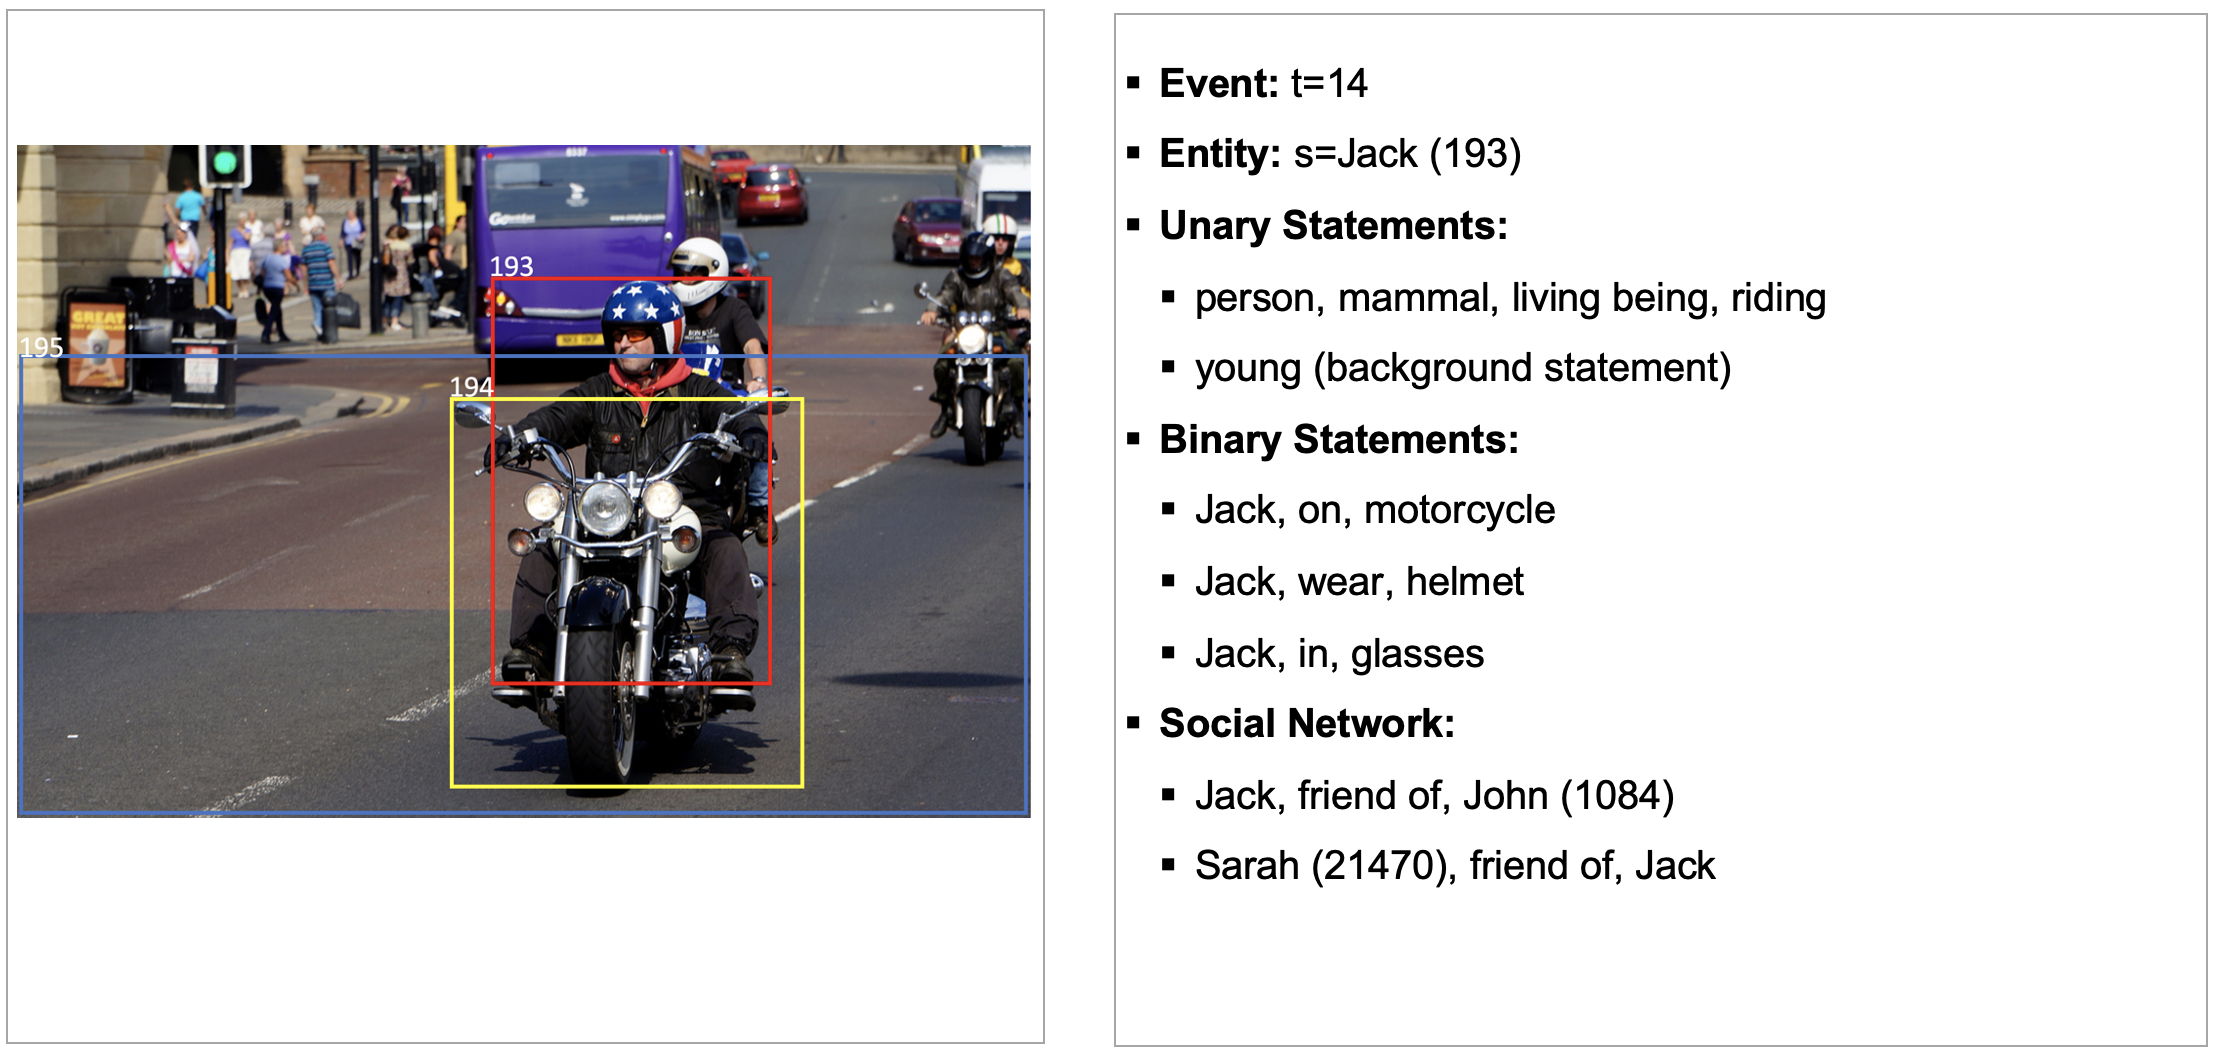 9337
Go
193
GREAT
195
194
▪ Event: t=14
▪ Entity: s=Jack (193)
▪ Unary Statements:
▪ person, mammal, living being, riding
▪ young (background statement)
▪ Binary Statements:
▪ Jack, on, motorcycle
▪ Jack, wear, helmet
▪ Jack, in, glasses
▪ Social Network:
▪ Jack, friend of, John (1084)
▪ Sarah (21470), friend of, Jack